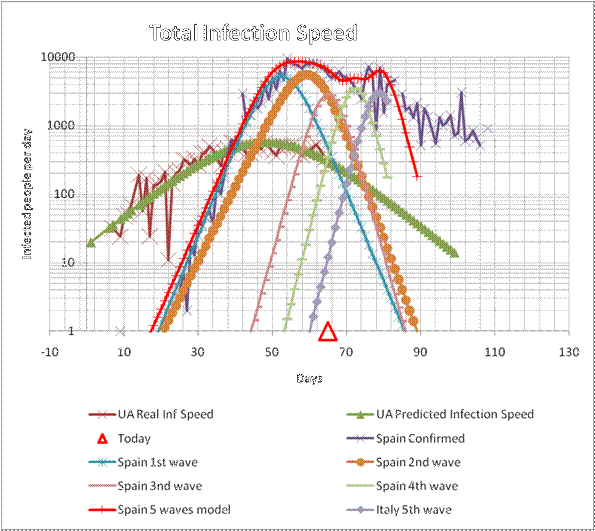 Total Infection Speed
10000
1000
100
10
1
Infected people per day
-10 10 30 50 70 90 110 130
Days
UA Real Inf Speed UA Predicted Infection Speed
Today Spain Confirmed
Spain 1st wave Spain 2nd wave
Spain 3nd wave Spain 4th wave
Spain 5 waves model Italy 5th wave